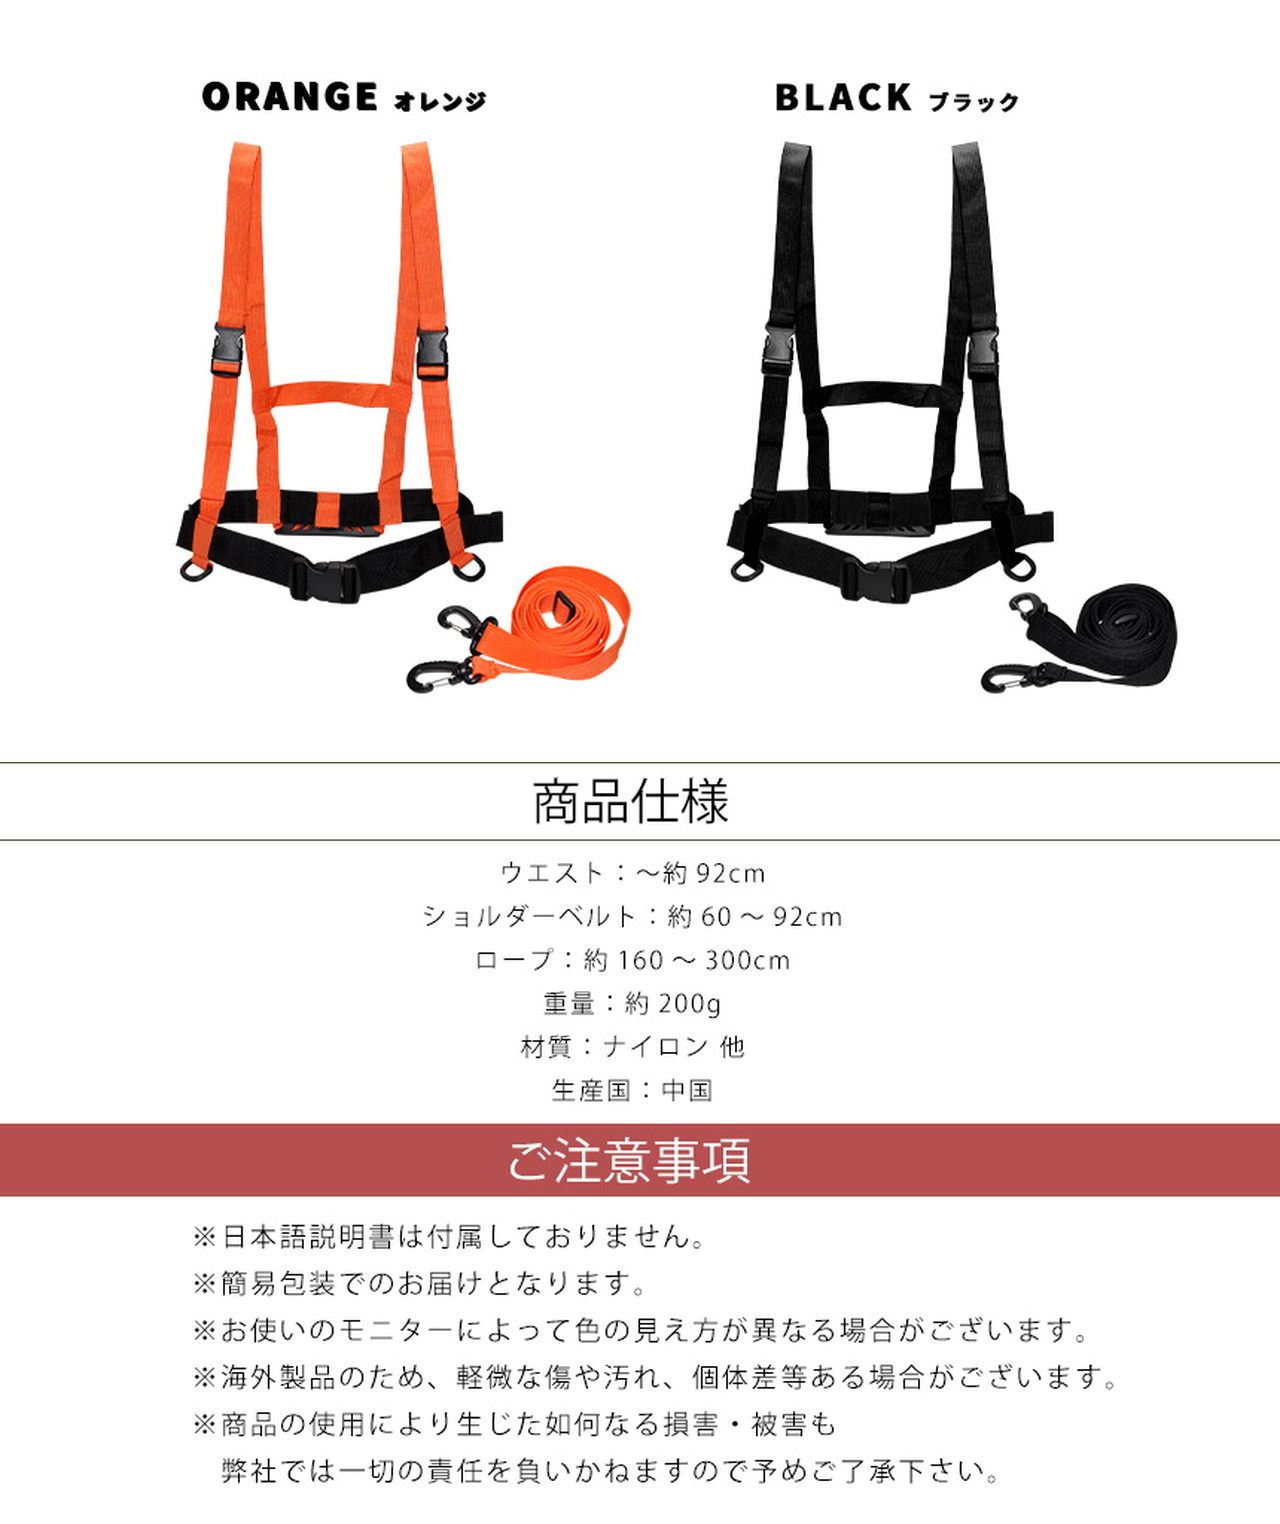 ORANGE オレンジ
BLACK ブラック
商品仕様
ウエスト：～約 92cm
ショルダーベルト：約 60 ～ 92cm
ロープ：約 160 ～ 300cm
重量：約 200g
材質：ナイロン 他
生産国：中国
ご注意事項
※日本語説明書は付属しておりません。
※簡易包装でのお届けとなります。
※お使いのモニターによって色の見え方が異なる場合がございます。
※海外製品のため、軽微な傷や汚れ、個体差等ある場合がございます。
※商品の使用により生じた如何なる損害・被害も
弊社では一切の責任を負いかねますので予めご了承下さい。